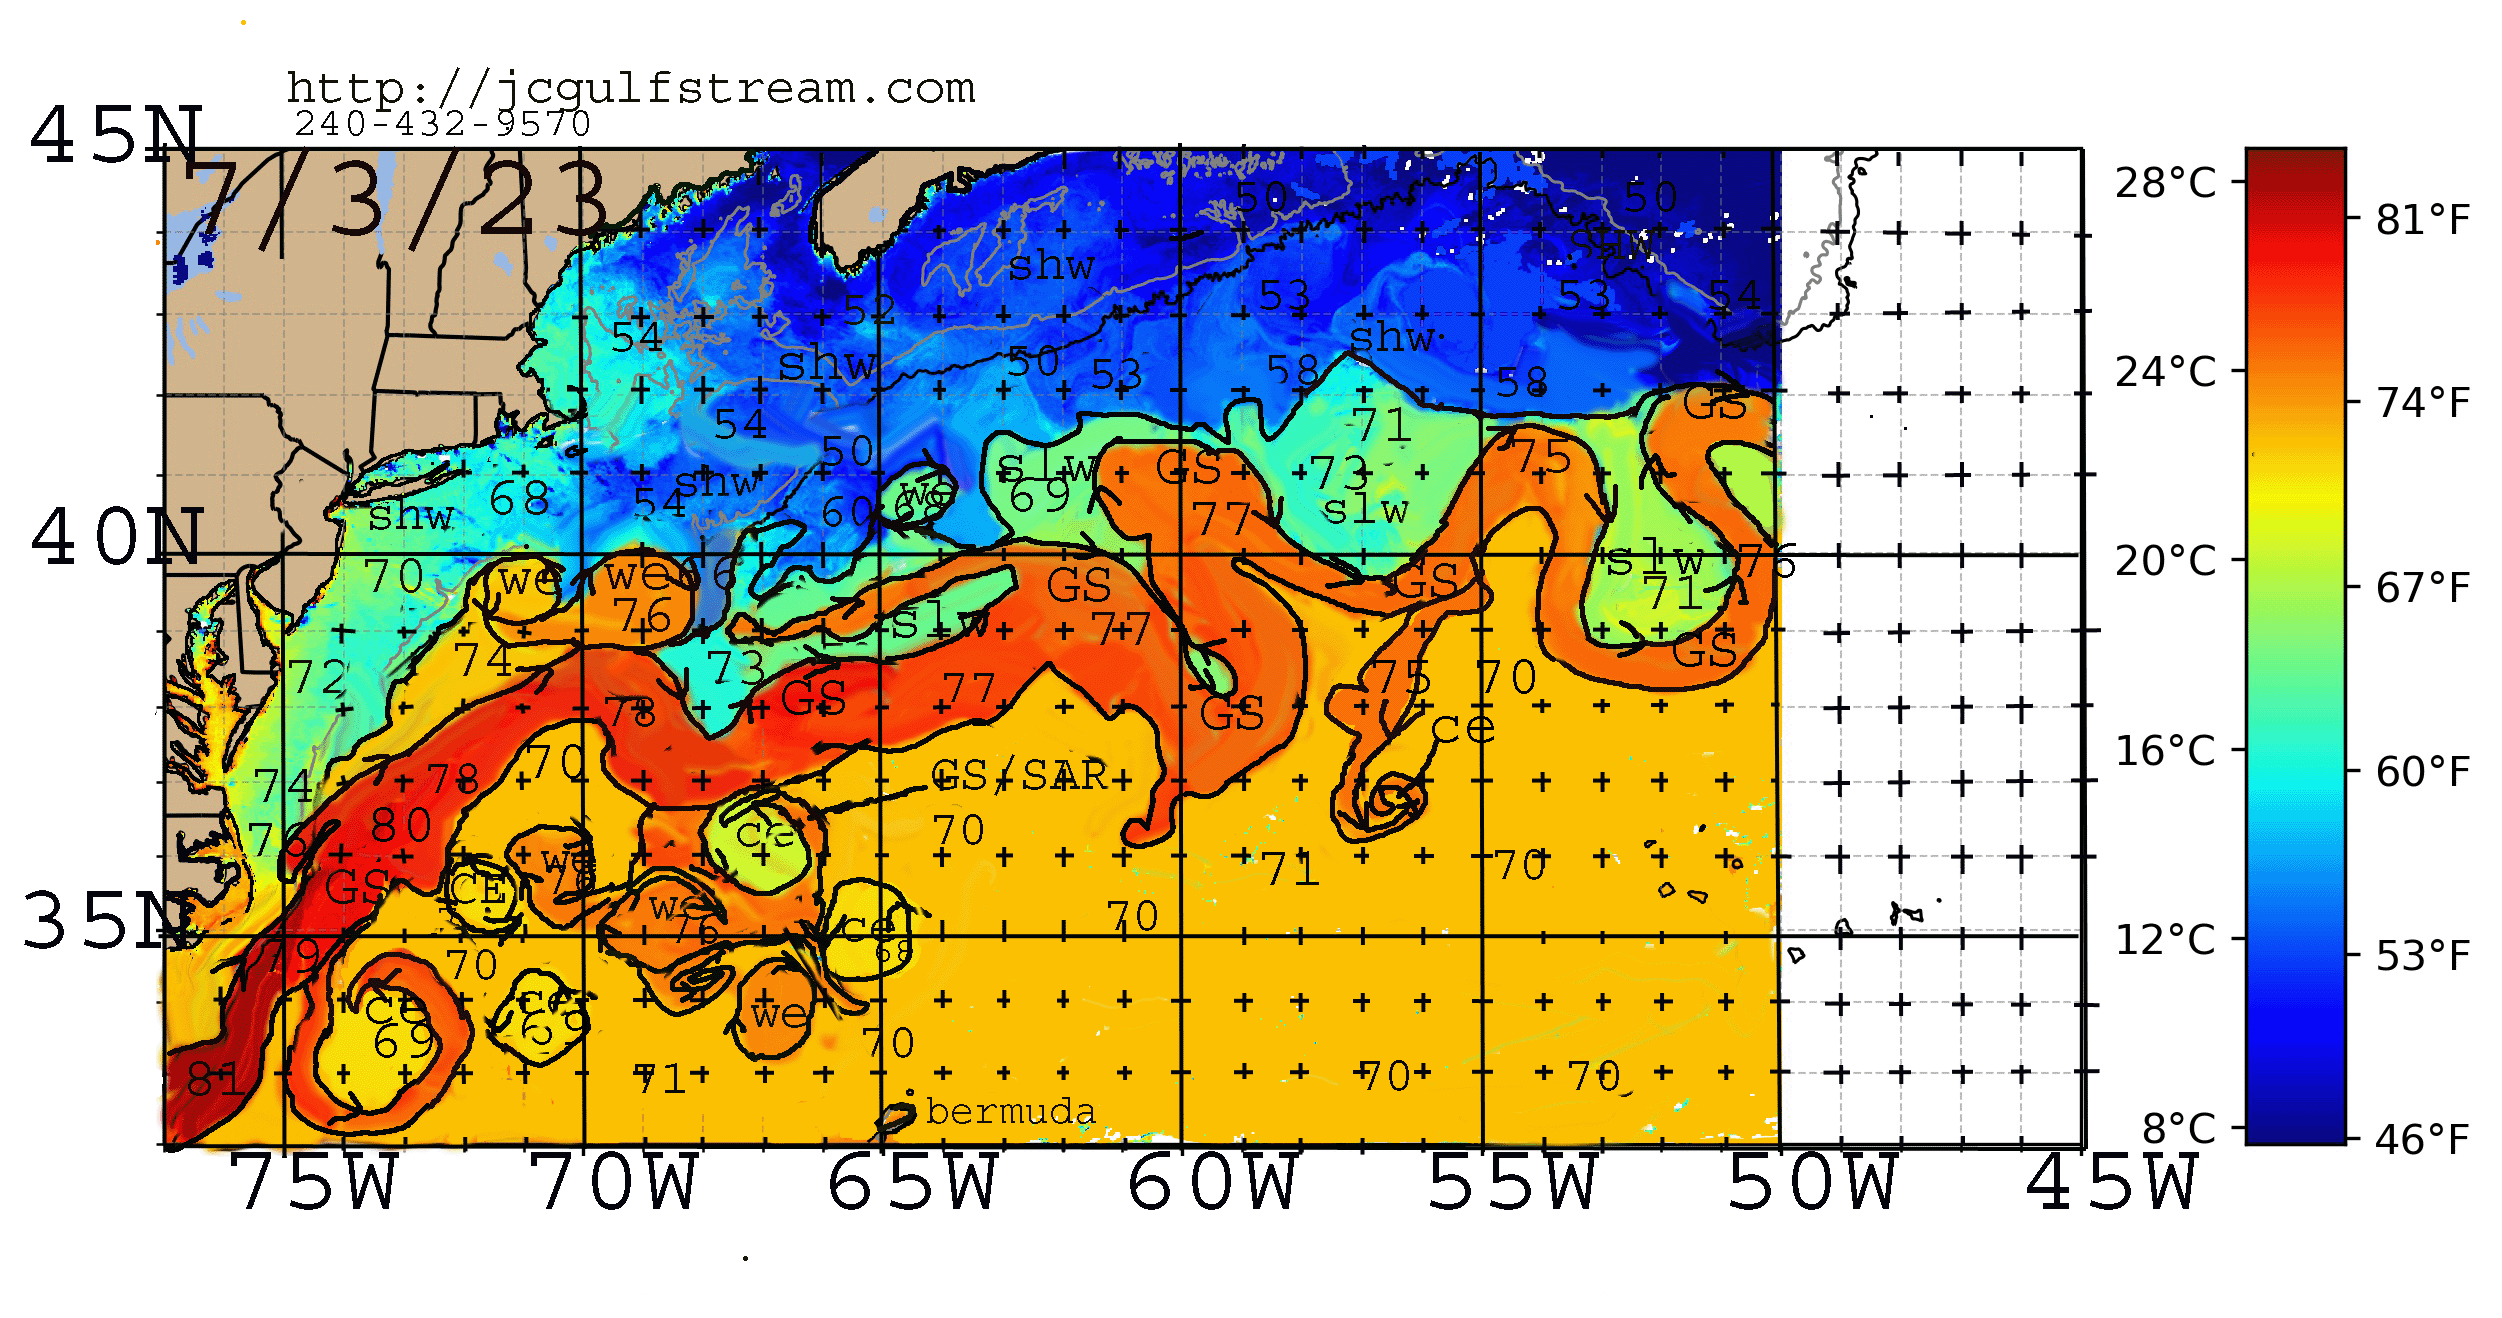 http://jcgulfstream.com
240-432-9570
45N
7/3/23
28°C
81°F
50
50
shw
shw
52
53
53
54
54
shw
shw
50
53
58
58
24°C
74°F
GS
54
71
50
75
shw
slw
GS
73
we
68
68
54
69
60
77
slw
shw
40N
20°C
67°F
70
we
we
66
GS
GS
slw
76
76
71
slw
77
GS
74
73
72
75
70
GS
77
78
GS
ce
16°C
60°F
70
78
74
GS/SAR
80
76
70
ce
we
71
70
GS
CE
we
76
70
35N
ce
68
12°C
53°F
79
70
ce
69
ce
we
70
81
71
70
70
bermuda
8°C
46°F
75W
70W
65W
60W
55W
50W
45W